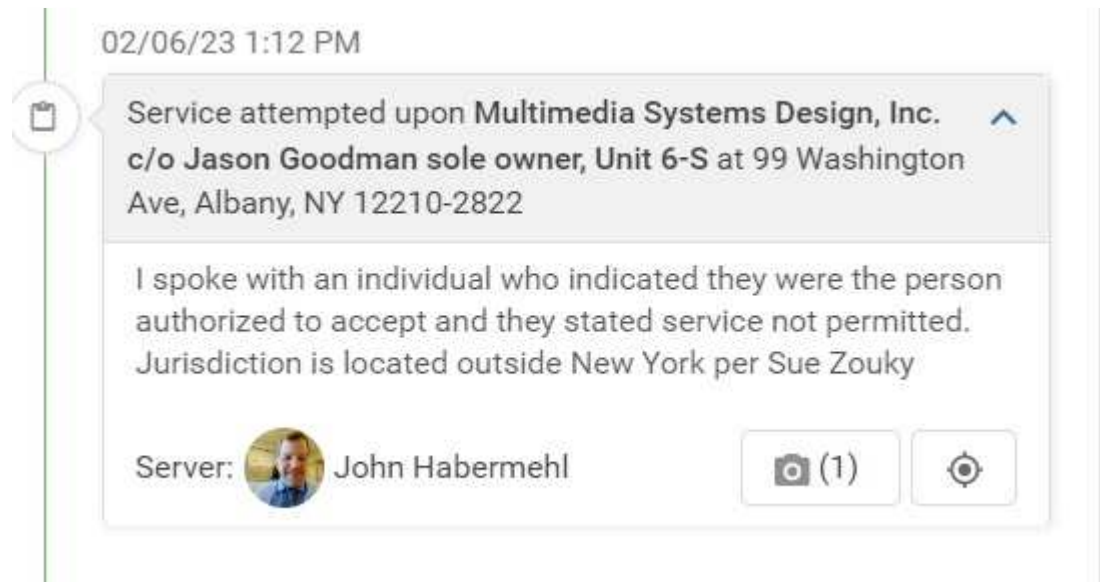 02/06/23 1:12 PM
Service attempted upon Multimedia Systems Design, Inc.
c/o Jason Goodman sole owner, Unit 6-S at 99 Washington
Ave, Albany, NY 12210-2822
I spoke with an individual who indicated they were the person
authorized to accept and they stated service not permitted.
Jurisdiction is located outside New York per Sue Zouky
Server: John Habermehl (1)